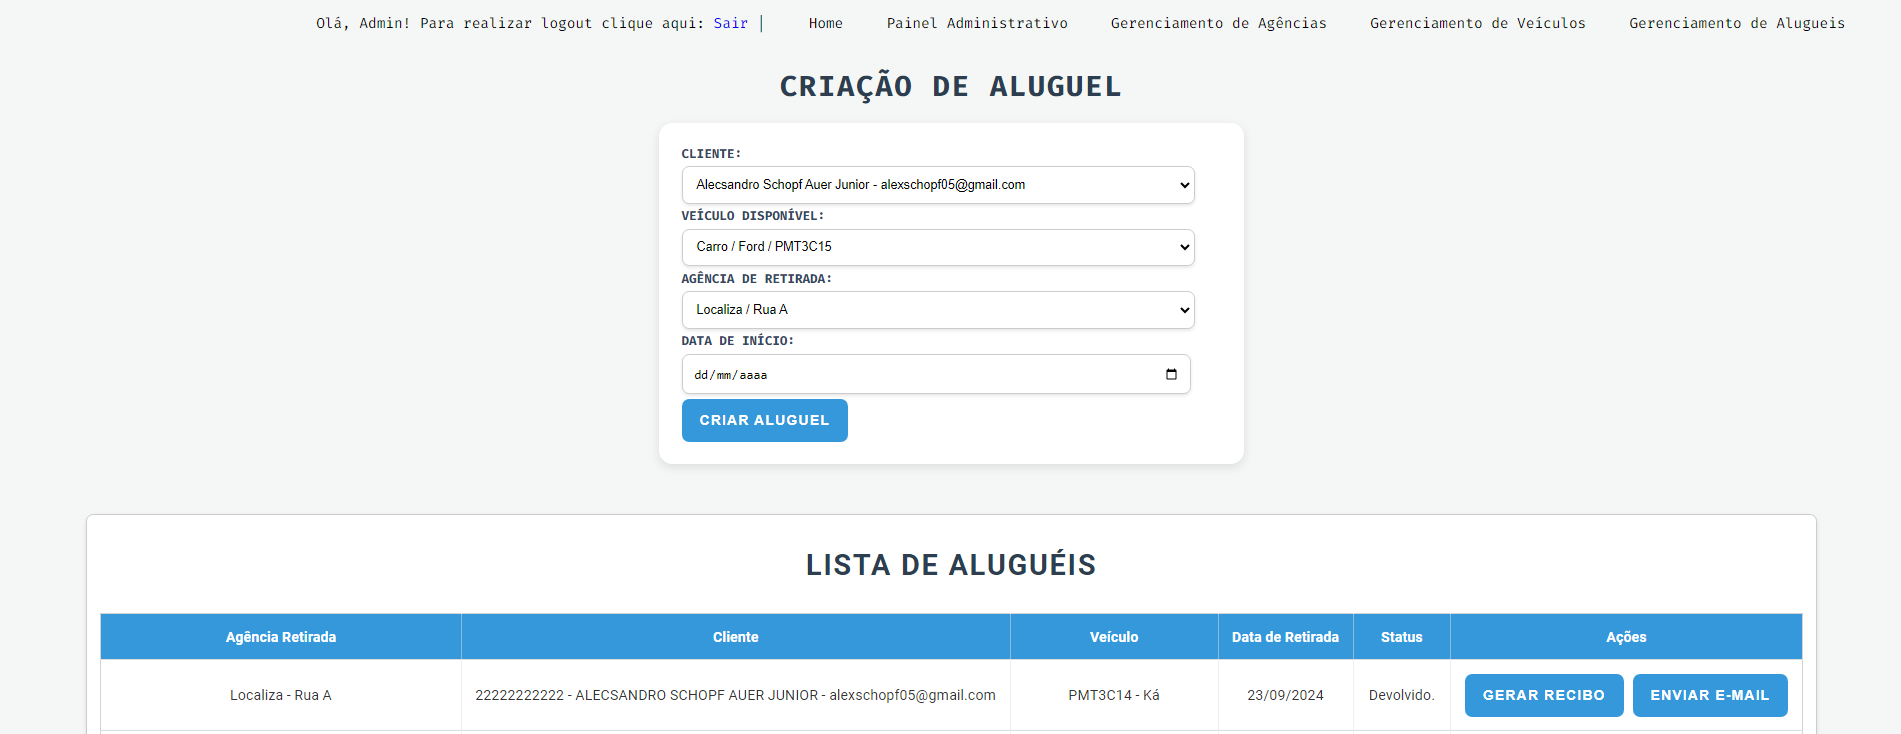 Olá, Admin! Para realizar logout clique aqui: Sair | Home Painel Administrativo Gerenciamento de Agências Gerenciamento de Veículos Gerenciamento de Alugueis
CRIAÇÃO DE ALUGUEL
CLIENTE:
Alecsandro Schopf Auer Junior - alexschopf05@gmail.com
VEÍCULO DISPONÍVEL:
Carro / Ford / PMT3C15
AGÊNCIA DE RETIRADA:
Localiza / Rua A
DATA DE INÍCIO:
dd/mm/aaaa
CRIAR ALUGUEL
LISTA DE ALUGUÉIS
Agência Retirada Cliente Veículo Data de Retirada Status Ações
Localiza - Rua A 22222222222 - ALECSANDRO SCHOPF AUER JUNIOR - alexschopf05@gmail.com PMT3C14 - Ká 23/09/2024 Devolvido. GERAR RECIBO ENVIAR E-MAIL